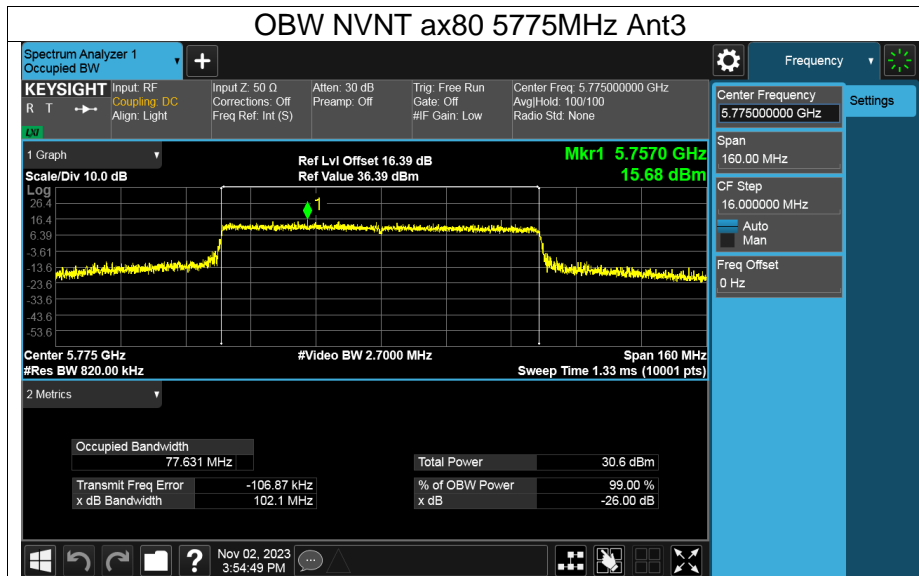 OBW NVNT ax80 5775MHz Ant3
Spectrum Analyzer 1
Occupied BW
+
Frequency
KEYSIGHT
R T
LXI
Input: RF
Coupling: DC
Align: Light
Input Z: 50 Ω
Corrections: Off
Freq Ref: Int (S)
Atten: 30 dB
Preamp: Off
Trig: Free Run
Gate: Off
#IF Gain: Low
Center Freq: 5.775000000 GHz
Avg|Hold: 100/100
Radio Std: None
Center Frequency
5.775000000 GHz
Settings
Span
160.00 MHz
CF Step
16.000000 MHz
Auto
Man
Freq Offset
0 Hz
1 Graph
Scale/Div 10.0 dB
Ref Lvl Offset 16.39 dB
Ref Value 36.39 dBm
Mkr1 5.7570 GHz
15.68 dBm
Log
26.4
16.4
6.39
-3.61
-13.6
-23.6
-33.6
-43.6
-53.6
1
Center 5.775 GHz
#Video BW 2.7000 MHz
Span 160 MHz
#Res BW 820.00 kHz
Sweep Time 1.33 ms (10001 pts)
2 Metrics
Occupied Bandwidth
77.631 MHz
Total Power 30.6 dBm
Transmit Freq Error -106.87 kHz
% of OBW Power 99.00 %
x dB Bandwidth 102.1 MHz
x dB -26.00 dB
?
Nov 02, 2023
3:54:49 PM